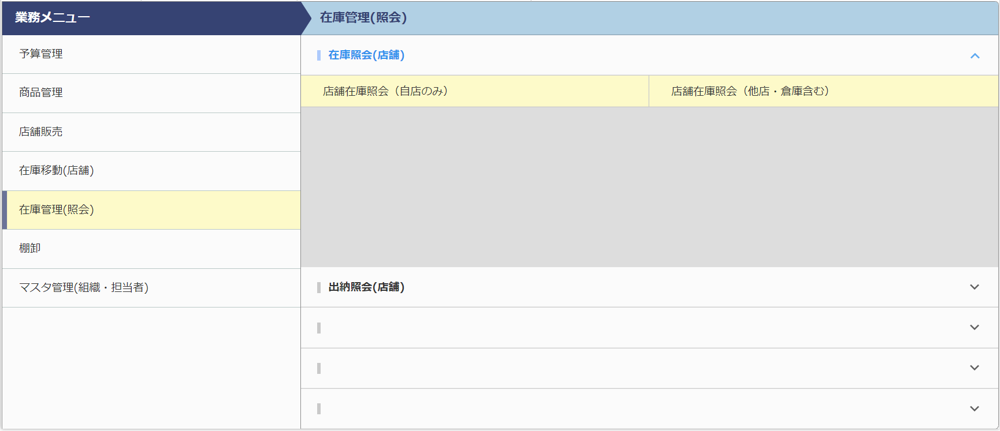 業務メニュー
在庫管理(照会)
予算管理
商品管理
店舗販売
在庫移動(店舗)
在庫管理(照会)
棚卸
マスタ管理(組織・担当者)
在庫照会(店舗)
店舗在庫照会（自店のみ）
店舗在庫照会（他店・倉庫含む）
出納照会(店舗)